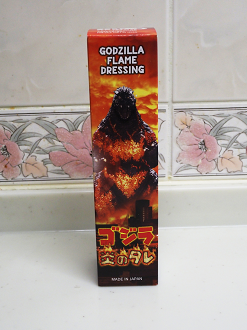 GODZILLA
FLAME
DRESSING
ゴジラ
炎のタレ
MADE IN JAPAN